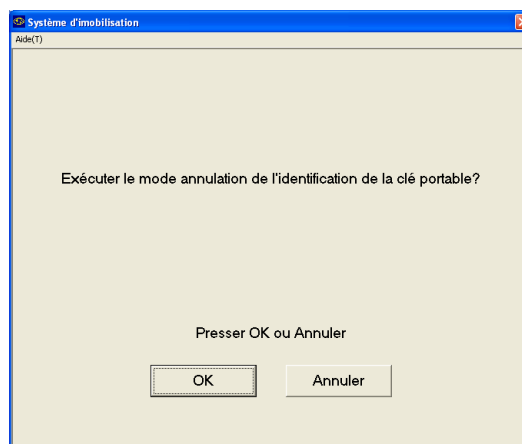 Système d'imobilisation
Aide(T)
Exécuter le mode annulation de l'identification de la clé portable?
Presser OK ou Annuler
OK
Annuler